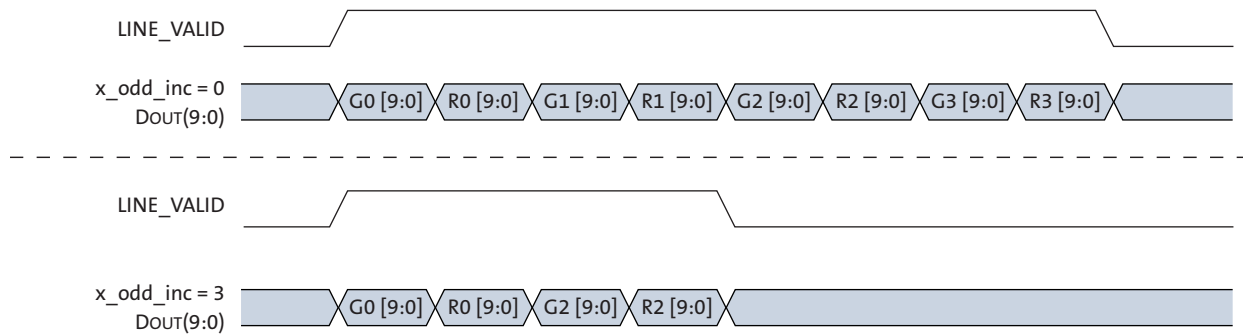 LINE_VALID
x_odd_inc = 0
DOUT(9:0)
G0 [9:0] R0 [9:0] G1 [9:0] R1 [9:0] G2 [9:0] R2 [9:0] G3 [9:0] R3 [9:0]
LINE_VALID
x_odd_inc = 3
DOUT(9:0)
G0 [9:0] R0 [9:0] G2 [9:0] R2 [9:0]